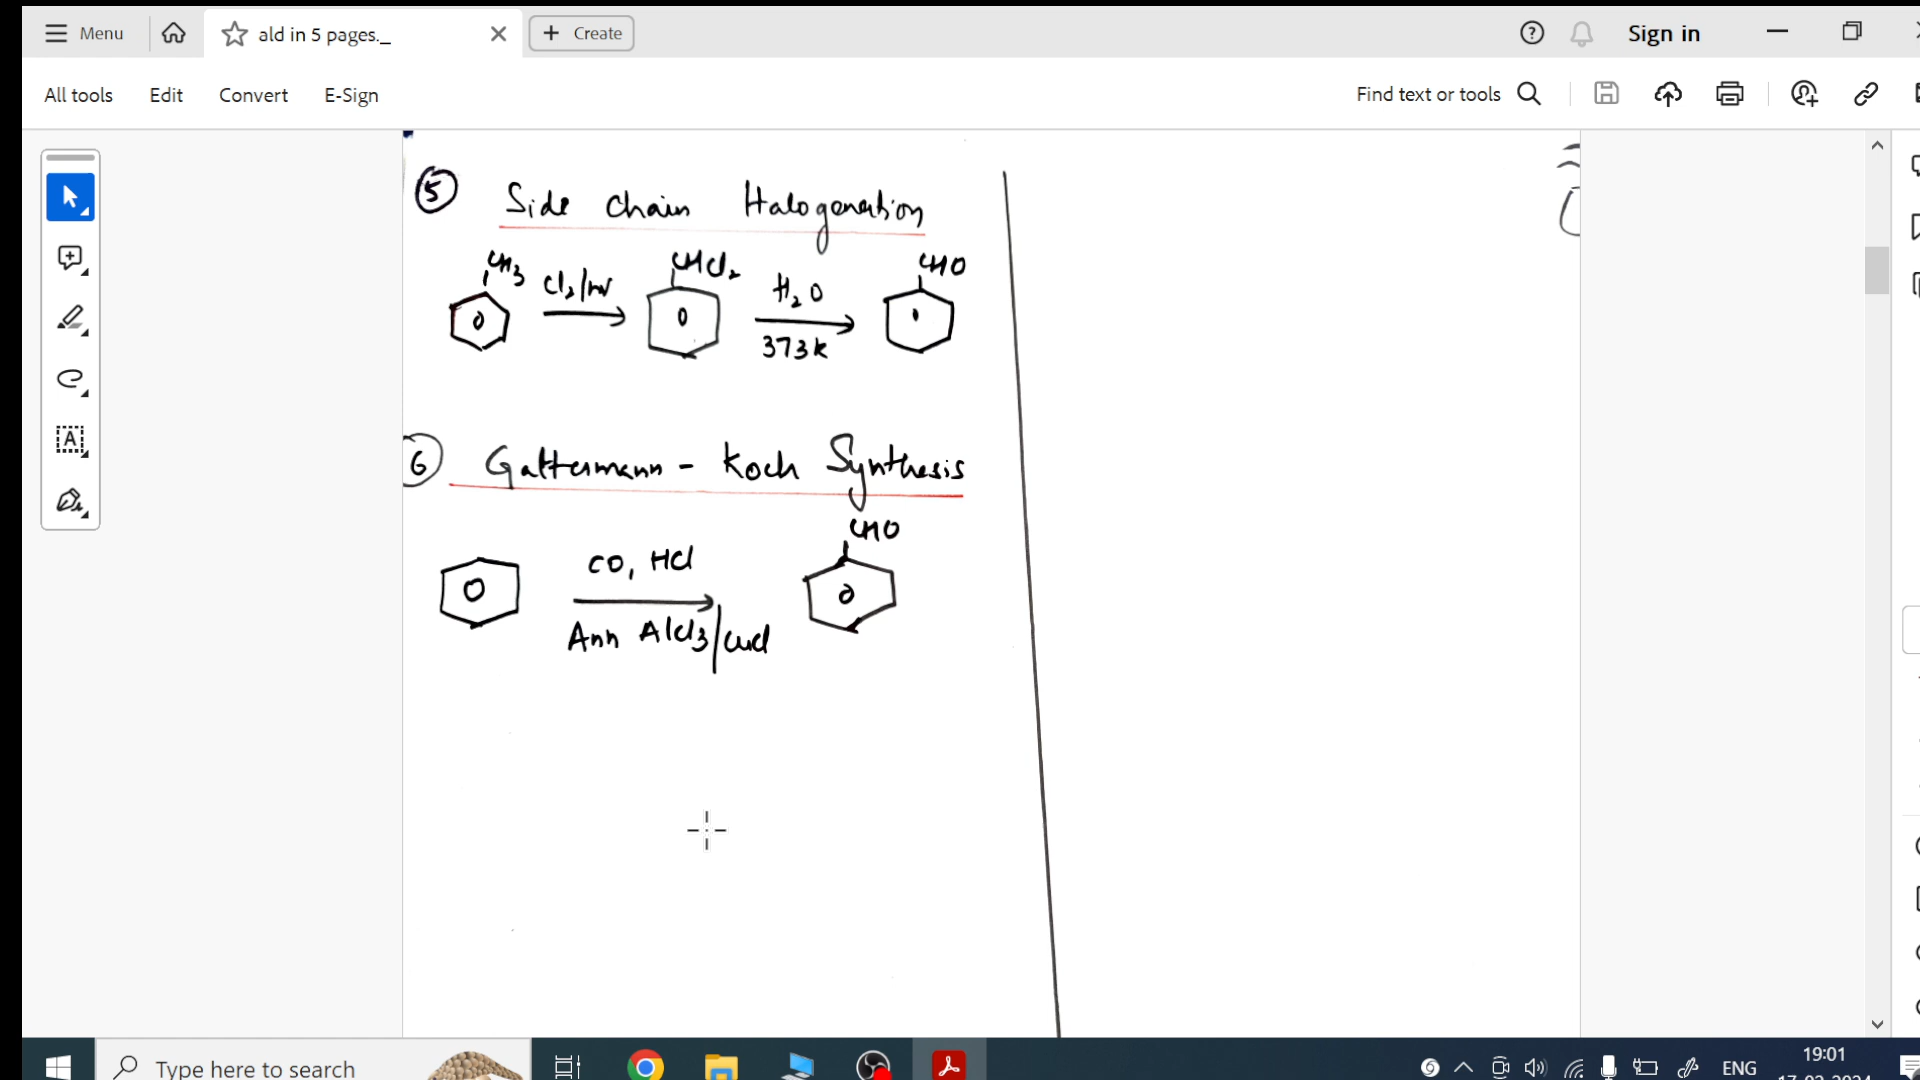 Menu
ald in 5 pages._
Create
Sign in
All tools
Edit
Convert
E-Sign
Find text or tools
5 Side Chain Halogenation
CH3
Cl2/hν
CHCl2
H2O
373K
CHO
6 Gattermann - Koch Synthesis
CO, HCl
Anh AlCl3/CuCl
CHO
Type here to search
ENG
19:01